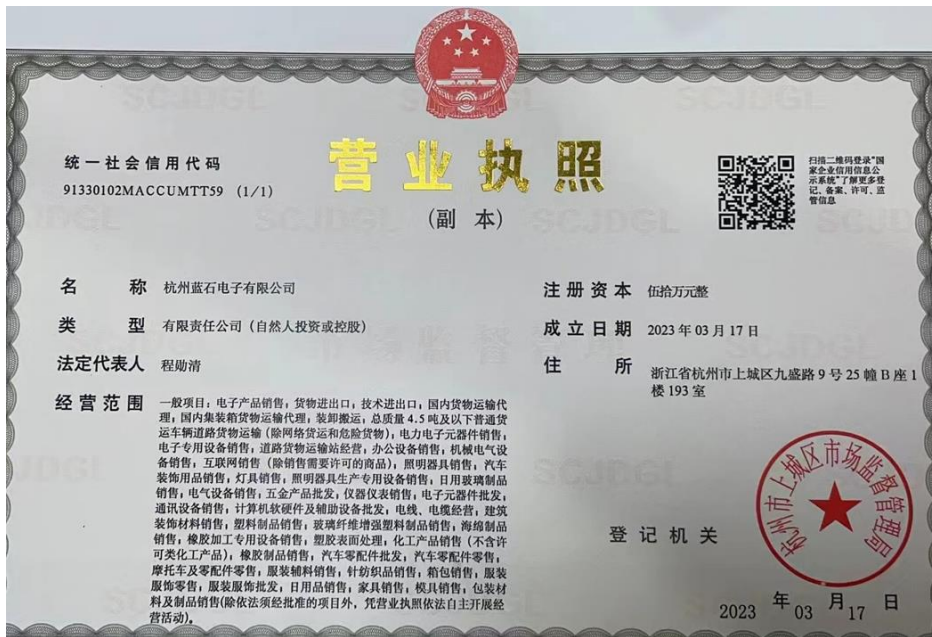 营业执照
(副 本)
统一社会信用代码
91330102MACCUMTT59 (1/1)
扫描二维码登录"国
家企业信用信息公
示系统"了解更多登
记、备案、许可、监
管信息
名 称 杭州蓝石电子有限公司
类 型 有限责任公司(自然人投资或控股)
法定代表人 程勋清
经营范围 一般项目:电子产品销售;货物进出口;技术进出口;国内货物运输代
理;国内集装箱货物运输代理;装卸搬运;总质量4.5吨及以下普通货
运车辆道路货物运输(除网络货运和危险货物);电力电子元器件销售;
电子专用设备销售;道路货物运输站经营;办公设备销售;机械电气设
备销售;互联网销售(除销售需要许可的商品);照明器具销售;汽车
装饰用品销售;灯具销售;照明器具生产专用设备销售;日用玻璃制品
销售;电气设备销售;五金产品批发;仪器仪表销售;电子元器件批发;
通讯设备销售;计算机软硬件及辅助设备批发;电线、电缆经营;建筑
装饰材料销售;塑料制品销售;玻璃纤维增强塑料制品销售;海绵制品
销售;橡胶加工专用设备销售;塑胶表面处理;化工产品销售(不含许
可类化工产品);橡胶制品销售;汽车零配件批发;汽车零配件零售;
摩托车及零配件零售;服装辅料销售;针纺织品销售;箱包销售;服装
服饰零售;服装服饰批发;日用品销售;家具销售;模具销售;包装材
料及制品销售(除依法须经批准的项目外,凭营业执照依法自主开展经
营活动)。
注册资本 伍拾万元整
成立日期 2023年03月17日
住 所 浙江省杭州市上城区九盛路9号25幢B座1
楼193室
登记机关
杭州市上城区市场监督管理局
2023 年 03 月 17 日
SCJDGL
SCJDGL
SCJDGL
SCJDGL
SCJDGL
市场监督管理